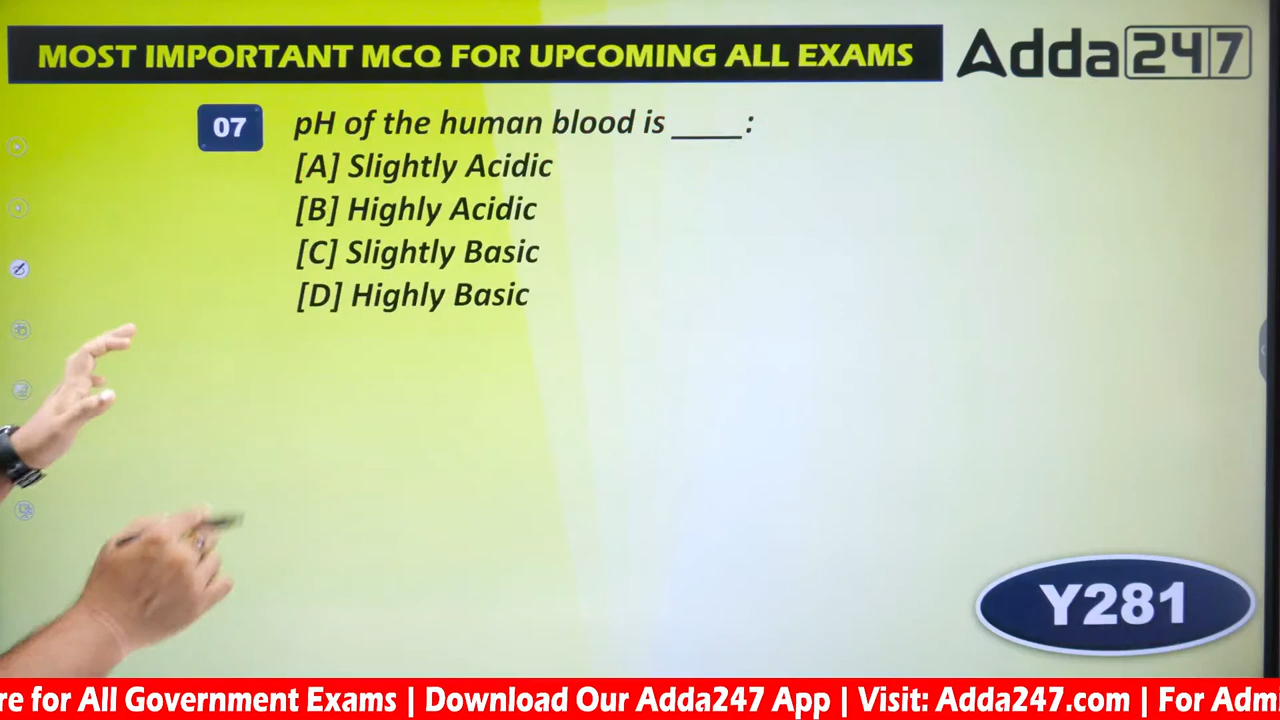 MOST IMPORTANT MCQ FOR UPCOMING ALL EXAMS
Adda247
07
pH of the human blood is ____:
[A] Slightly Acidic
[B] Highly Acidic
[C] Slightly Basic
[D] Highly Basic
Y281
re for All Government Exams | Download Our Adda247 App | Visit: Adda247.com | For Adm